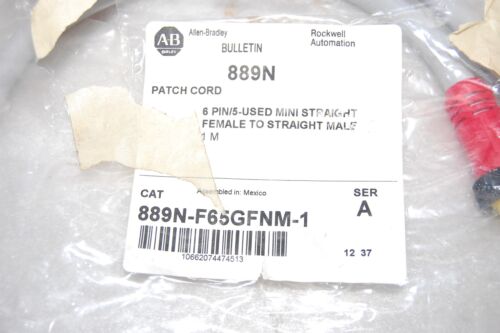 AB
Allen-Bradley
BULLETIN
Rockwell
Automation
889N
PATCH CORD
6 PIN/5-USED MINI STRAIGHT
FEMALE TO STRAIGHT MALE
1 M
CAT
Assembled in: Mexico
SER
889N-F65GFNM-1
A
10662074474513
12 37